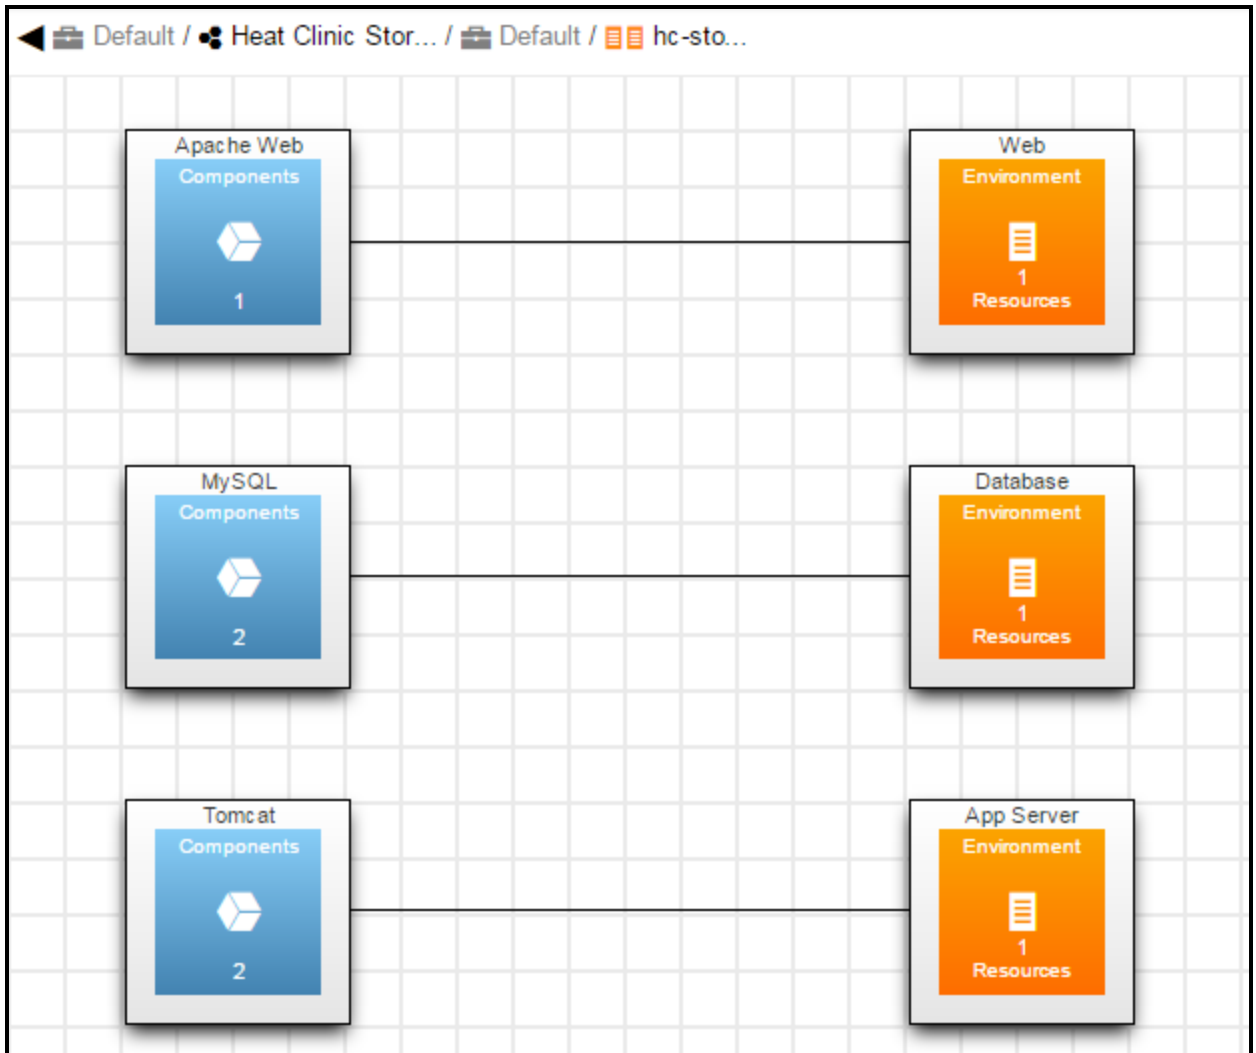 Default / Heat Clinic Stor... / Default / hc-sto...
Apache Web
Components
1
Web
Environment
1
Resources
MySQL
Components
2
Database
Environment
1
Resources
Tomcat
Components
2
App Server
Environment
1
Resources